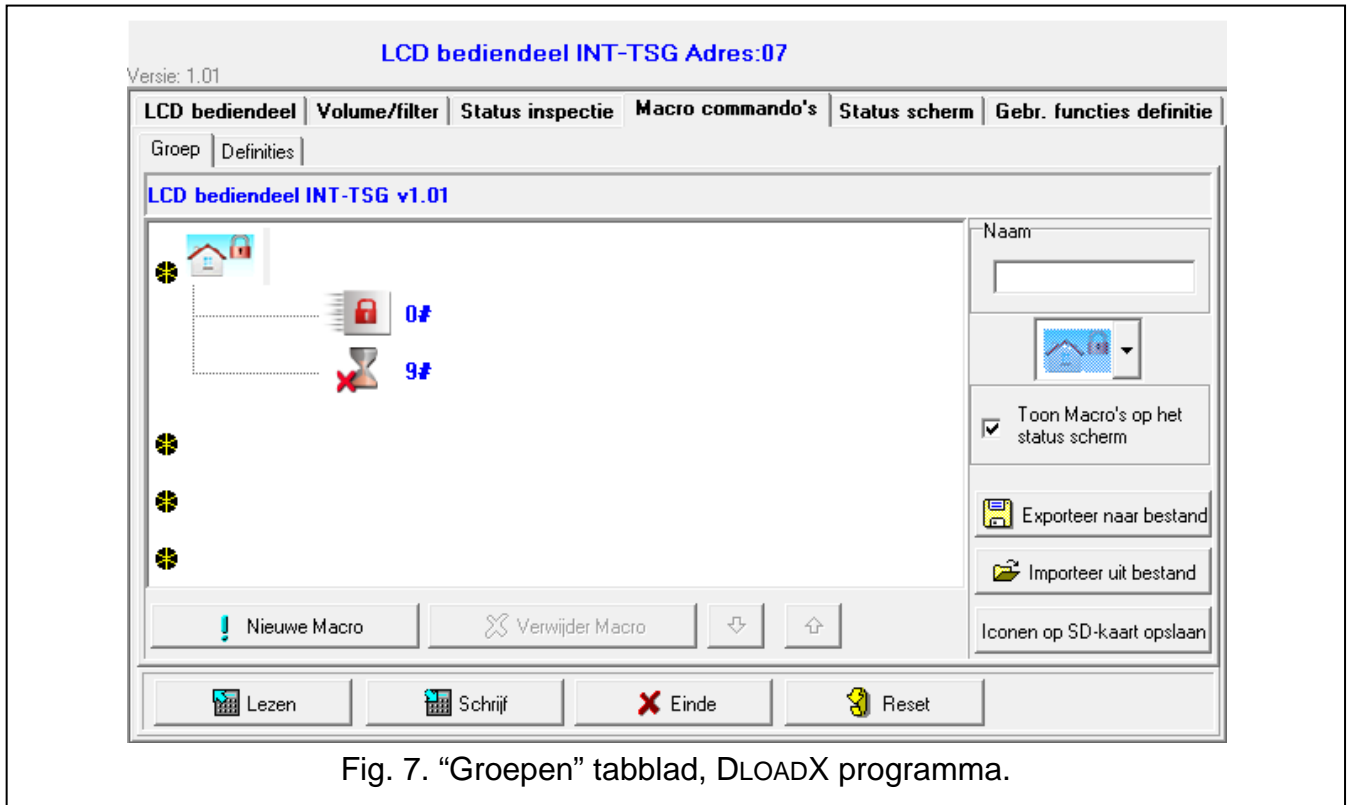 LCD bediendeel INT-TSG Adres:07
Versie: 1.01
LCD bediendeel Volume/filter Status inspectie Macro commando's Status scherm Gebr. functies definitie
Groep Definities
LCD bediendeel INT-TSG v1.01
Naam
0#
9#
Toon Macro's op het
status scherm
Exporteer naar bestand
Importeer uit bestand
Nieuwe Macro Verwijder Macro Iconen op SD-kaart opslaan
Lezen Schrijf Einde Reset
Fig. 7. “Groepen” tabblad, DLOADX programma.